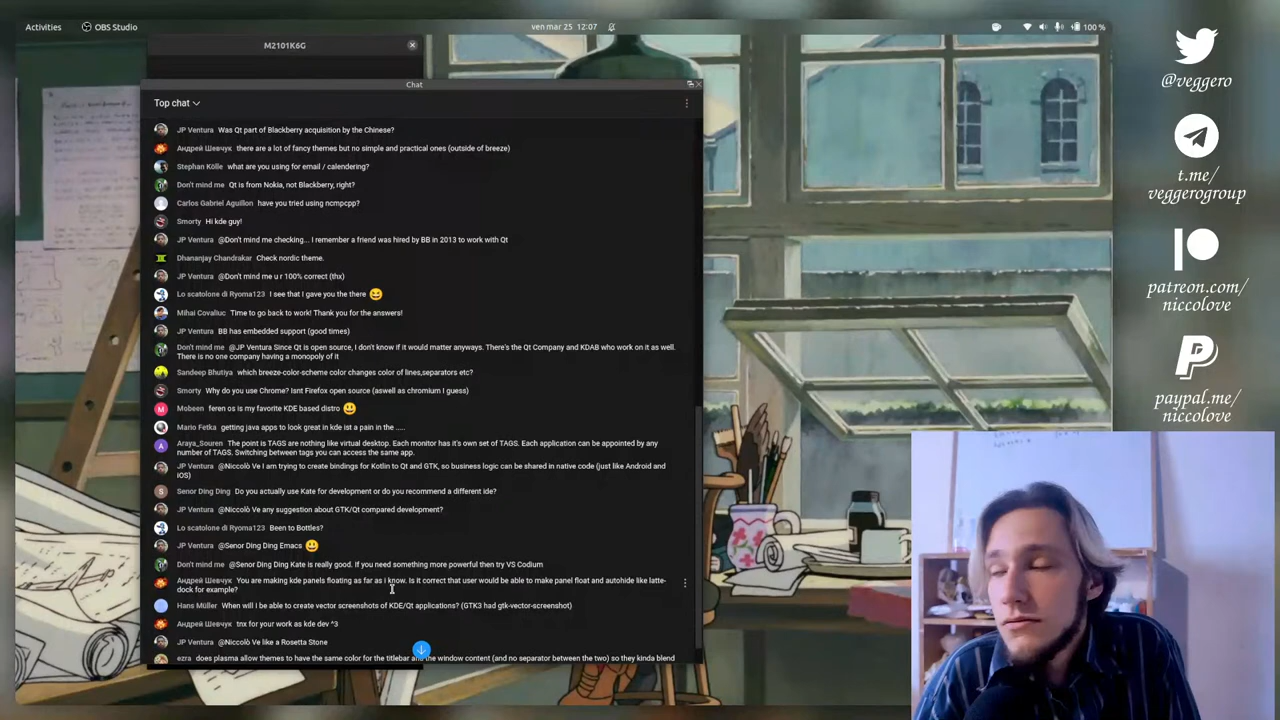 Activities
OBS Studio
ven mar 25 12:07
100 %
M2101K6G
Chat
Top chat
JP Ventura Was Qt part of Blackberry acquisition by the Chinese?
Андрей Шевчук there are a lot of fancy themes but no simple and practical ones (outside of breeze)
Stephan Kölle what are you using for email / calendering?
Don't mind me Qt is from Nokia, not Blackberry, right?
Carlos Gabriel Aguillon have you tried using ncmpcpp?
Smorty Hi kde guy!
JP Ventura @Don't mind me checking... I remember a friend was hired by BB in 2013 to work with Qt
Dhananjay Chandrakar Check nordic theme.
JP Ventura @Don't mind me u r 100% correct (thx)
Lo scatolone di Ryoma123 I see that I gave you the there 😆
Mihai Covaliuc Time to go back to work! Thank you for the answers!
JP Ventura BB has embedded support (good times)
Don't mind me @JP Ventura Since Qt is open source, I don't know if it would matter anyways. There's the Qt Company and KDAB who work on it as well.
There is no one company having a monopoly of it
Sandeep Bhutiya which breeze-color-scheme color changes color of lines,separators etc?
Smorty Why do you use Chrome? Isnt Firefox open source (aswell as chromium I guess)
M
Mobeen feren os is my favorite KDE based distro 😃
Mario Fetka getting java apps to look great in kde ist a pain in the .....
A
Araya_Souren The point is TAGS are nothing like virtual desktop. Each monitor has it's own set of TAGS. Each application can be appointed by any
number of TAGS. Switching between tags you can access the same app.
JP Ventura @Niccolò Ve I am trying to create bindings for Kotlin to Qt and GTK, so business logic can be shared in native code (just like Android and
iOS)
S
Senor Ding Ding Do you actually use Kate for development or do you recommend a different ide?
JP Ventura @Niccolò Ve any suggestion about GTK/Qt compared development?
Lo scatolone di Ryoma123 Been to Bottles?
JP Ventura @Senor Ding Ding Emacs 😃
Don't mind me @Senor Ding Ding Kate is really good. If you need something more powerful then try VS Codium
Андрей Шевчук You are making kde panels floating as far as i know. Is it correct that user would be able to make panel float and autohide like latte-
dock for example?
Hans Müller When will I be able to create vector screenshots of KDE/Qt applications? (GTK3 had gtk-vector-screenshot)
Андрей Шевчук tnx for your work as kde dev ^3
JP Ventura @Niccolò Ve like a Rosetta Stone
ezra does plasma allow themes to have the same color for the titlebar and the window content (and no separator between the two) so they kinda blend
@veggero
t.me/
veggerogroup
patreon.com/
niccolove
paypal.me/
niccolove